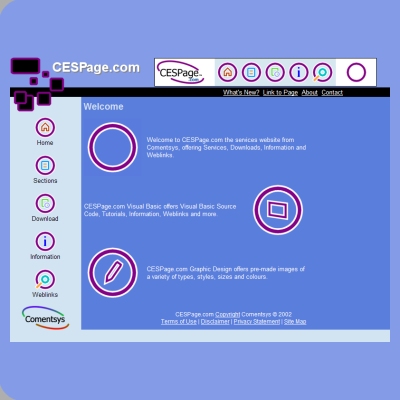 CESPage.com
CESPage.com
What's New? Link to Page About Contact
Welcome
Home
Sections
Download
Information
Weblinks
Comentsys
Welcome to CESPage.com the services website from
Comentsys, offering Services, Downloads, Information and
Weblinks.
CESPage.com Visual Basic offers Visual Basic Source
Code, Tutorials, Information, Weblinks and more.
CESPage.com Graphic Design offers pre-made images of
a variety of types, styles, sizes and colours.
CESPage.com Copyright Comentsys © 2002
Terms of Use | Disclaimer | Privacy Statement | Site Map